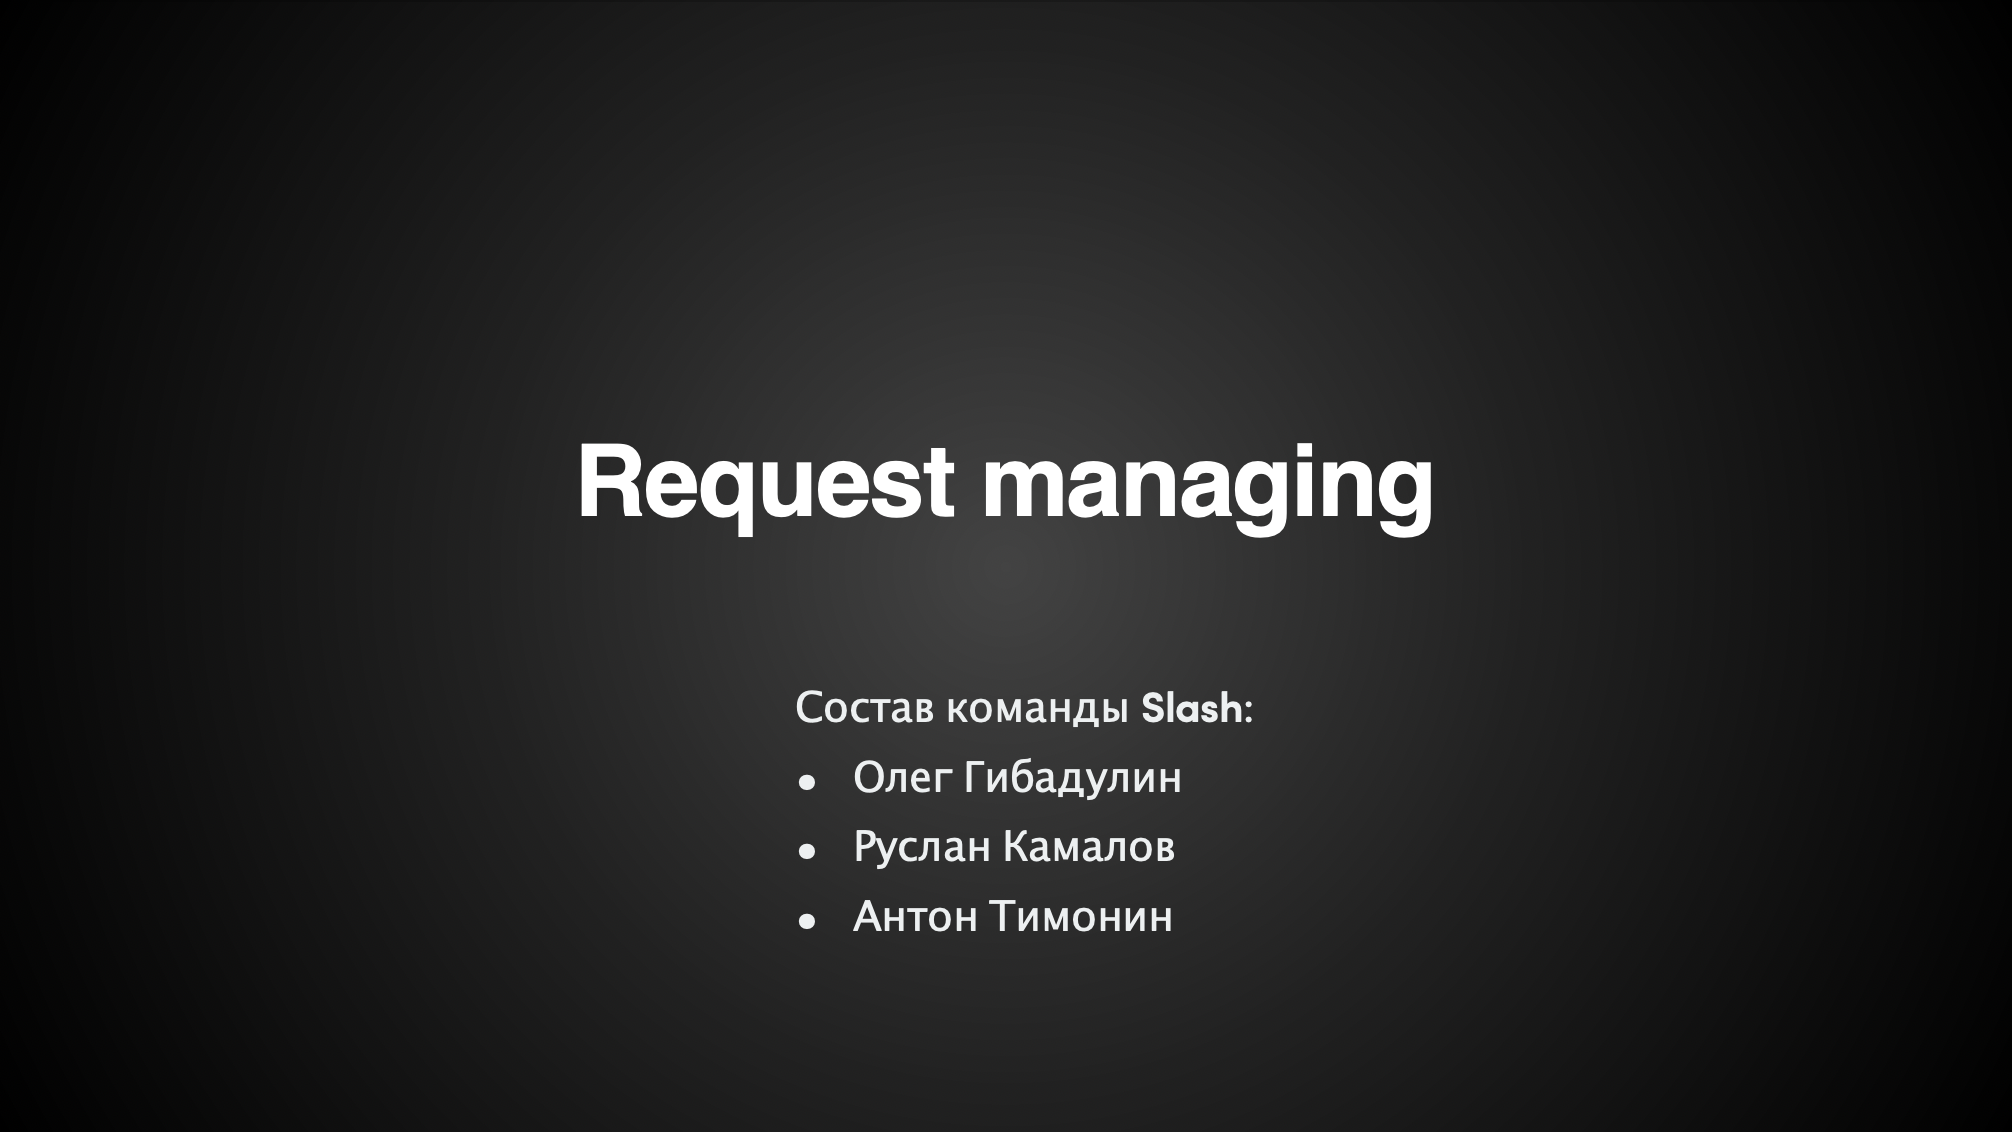 Request managing
Состав команды Slash:
• Олег Гибадулин
• Руслан Камалов
• Антон Тимонин